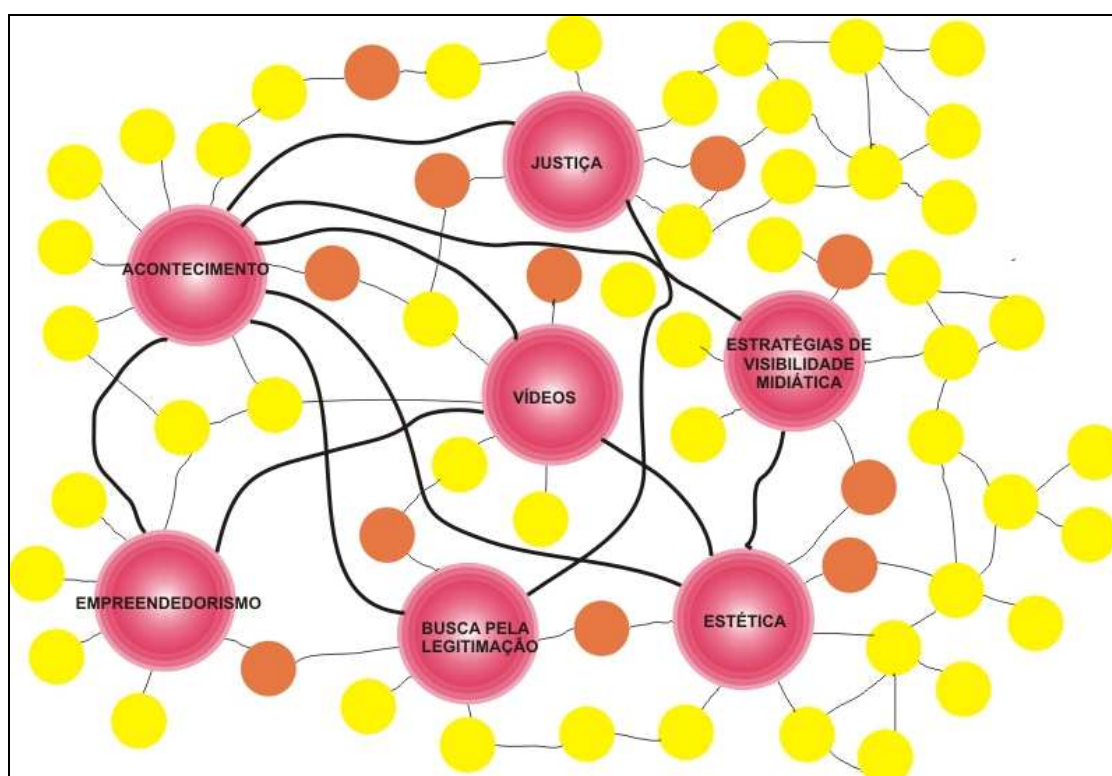 JUSTIÇA
ACONTECIMENTO
ESTRATÉGIAS DE
VISIBILIDADE
MIDIÁTICA
VÍDEOS
EMPREENDEDORISMO
BUSCA PELA
LEGITIMAÇÃO
ESTÉTICA